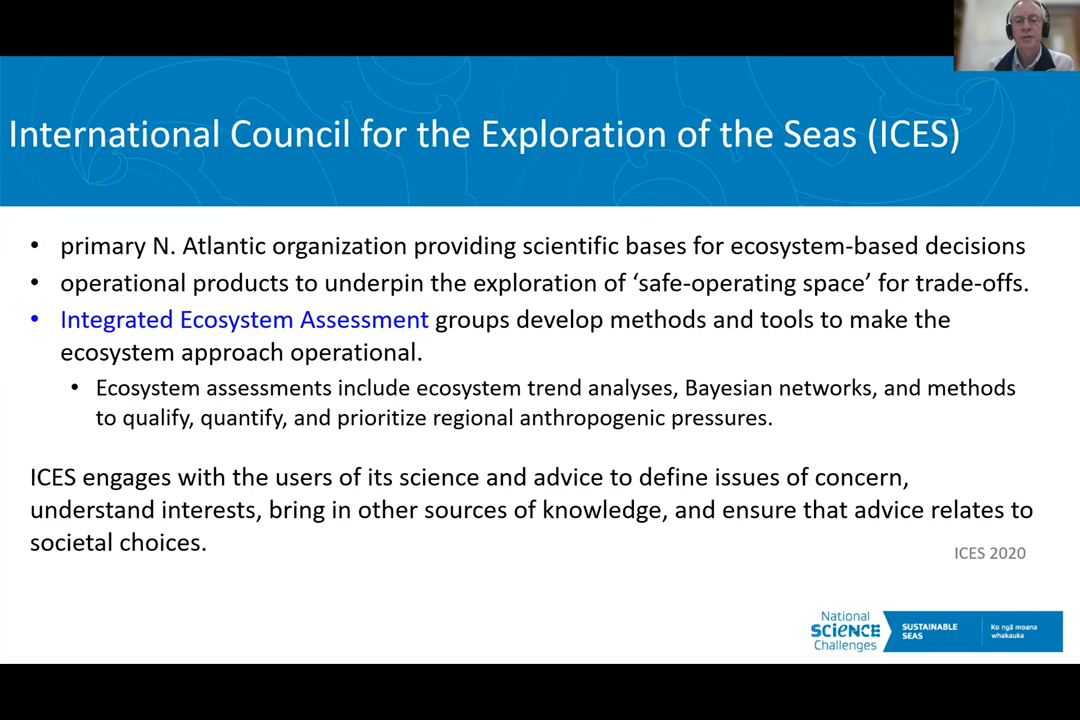 International Council for the Exploration of the Seas (ICES)
• primary N. Atlantic organization providing scientific bases for ecosystem-based decisions
• operational products to underpin the exploration of ‘safe-operating space’ for trade-offs.
• Integrated Ecosystem Assessment groups develop methods and tools to make the
ecosystem approach operational.
• Ecosystem assessments include ecosystem trend analyses, Bayesian networks, and methods
to qualify, quantify, and prioritize regional anthropogenic pressures.
ICES engages with the users of its science and advice to define issues of concern,
understand interests, bring in other sources of knowledge, and ensure that advice relates to
societal choices.
ICES 2020
National
SCIENCE
Challenges
SUSTAINABLE
SEAS
Ko ngā moana
whakauka